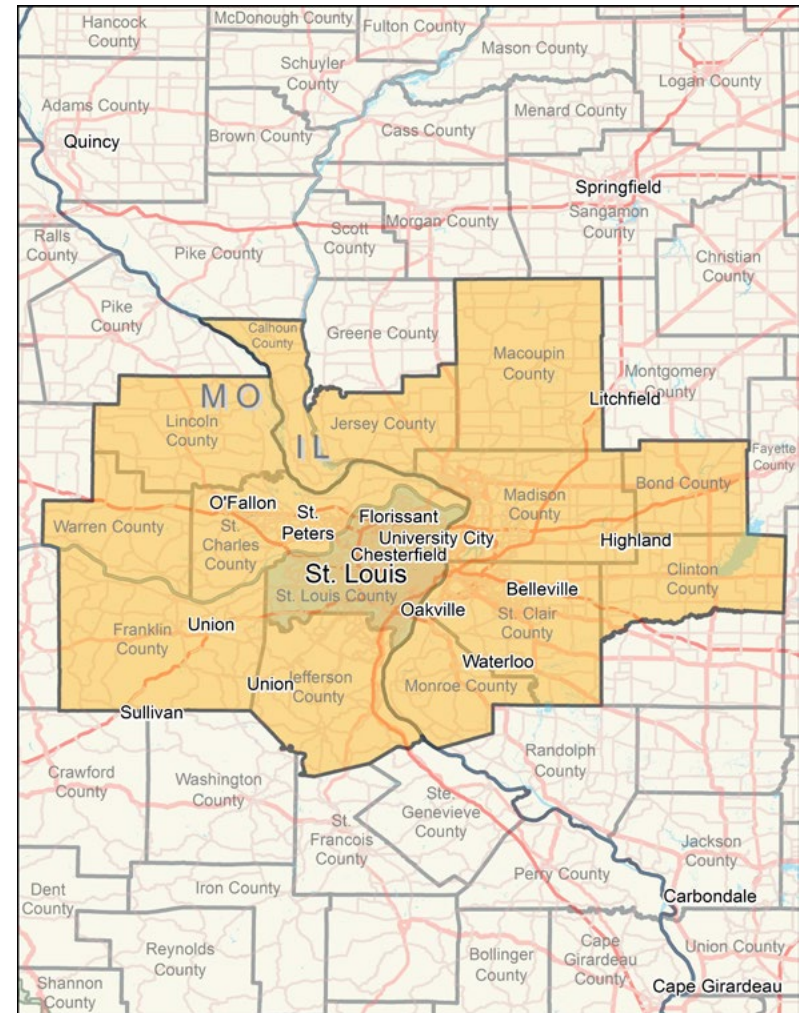 Hancock
County
McDonough County
Fulton County
Mason County
Logan County
Schuyler
County
Adams County
Menard County
Quincy
Brown County
Cass County
Springfield
Sangamon
County
Morgan County
Scott
County
Ralls
County
Pike County
Christian
County
Pike
County
Calhoun
County
Greene County
Macoupin
County
Montgomery
County
Litchfield
MO
Lincoln
County
IL
Jersey County
Fayette
County
Bond County
Madison
County
O'Fallon
St.
Peters
Florissant
Warren County
St.
Charles
County
University City
Chesterfield
Highland
St. Louis
St. Louis County
Clinton
County
Belleville
Oakville
St. Clair
County
Franklin
County
Union
Waterloo
Union
Jefferson
County
Monroe County
Sullivan
Randolph
County
Crawford
County
Washington
County
Ste.
Genevieve
County
St.
Francois
County
Jackson
County
Perry County
Dent
County
Iron County
Carbondale
Reynolds
County
Bollinger
County
Cape
Girardeau
County
Union County
Shannon
County
Cape Girardeau